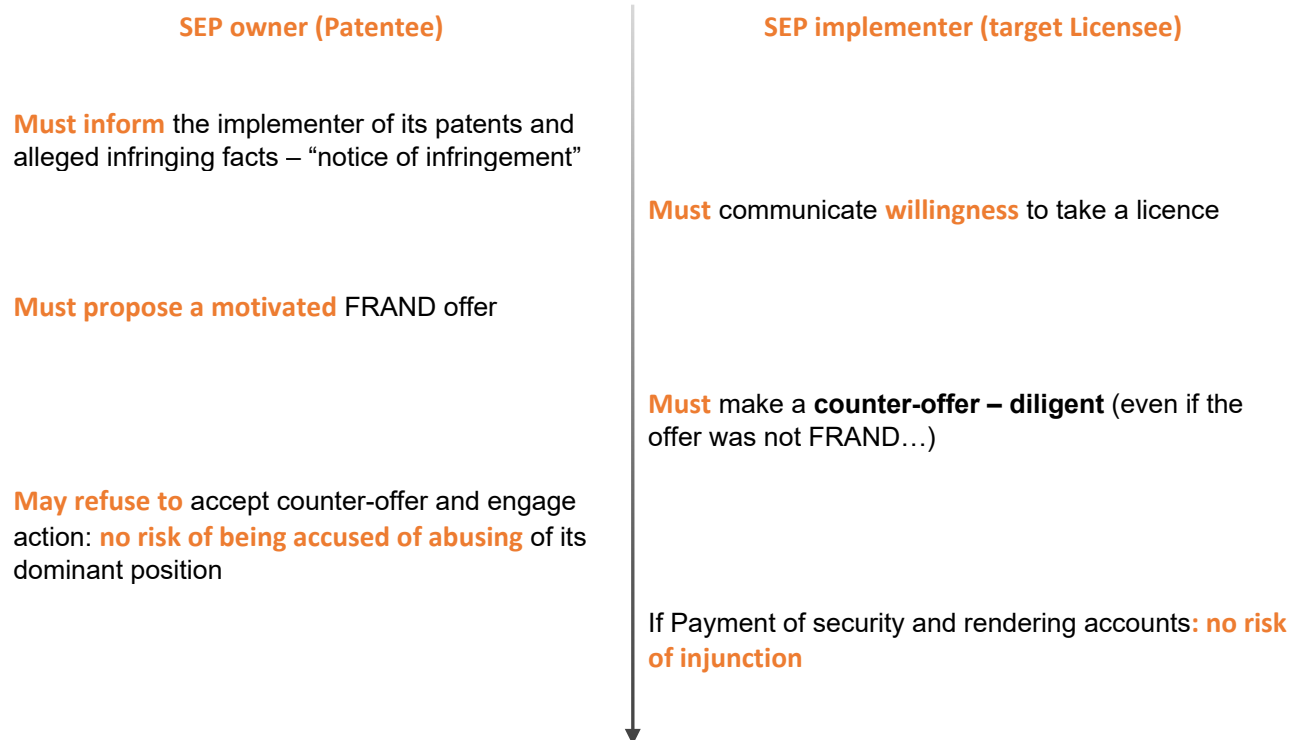 SEP owner (Patentee)
SEP implementer (target Licensee)
Must inform the implementer of its patents and
alleged infringing facts – “notice of infringement”
Must communicate willingness to take a licence
Must propose a motivated FRAND offer
Must make a counter-offer – diligent (even if the
offer was not FRAND…)
May refuse to accept counter-offer and engage
action: no risk of being accused of abusing of its
dominant position
If Payment of security and rendering accounts: no risk
of injunction